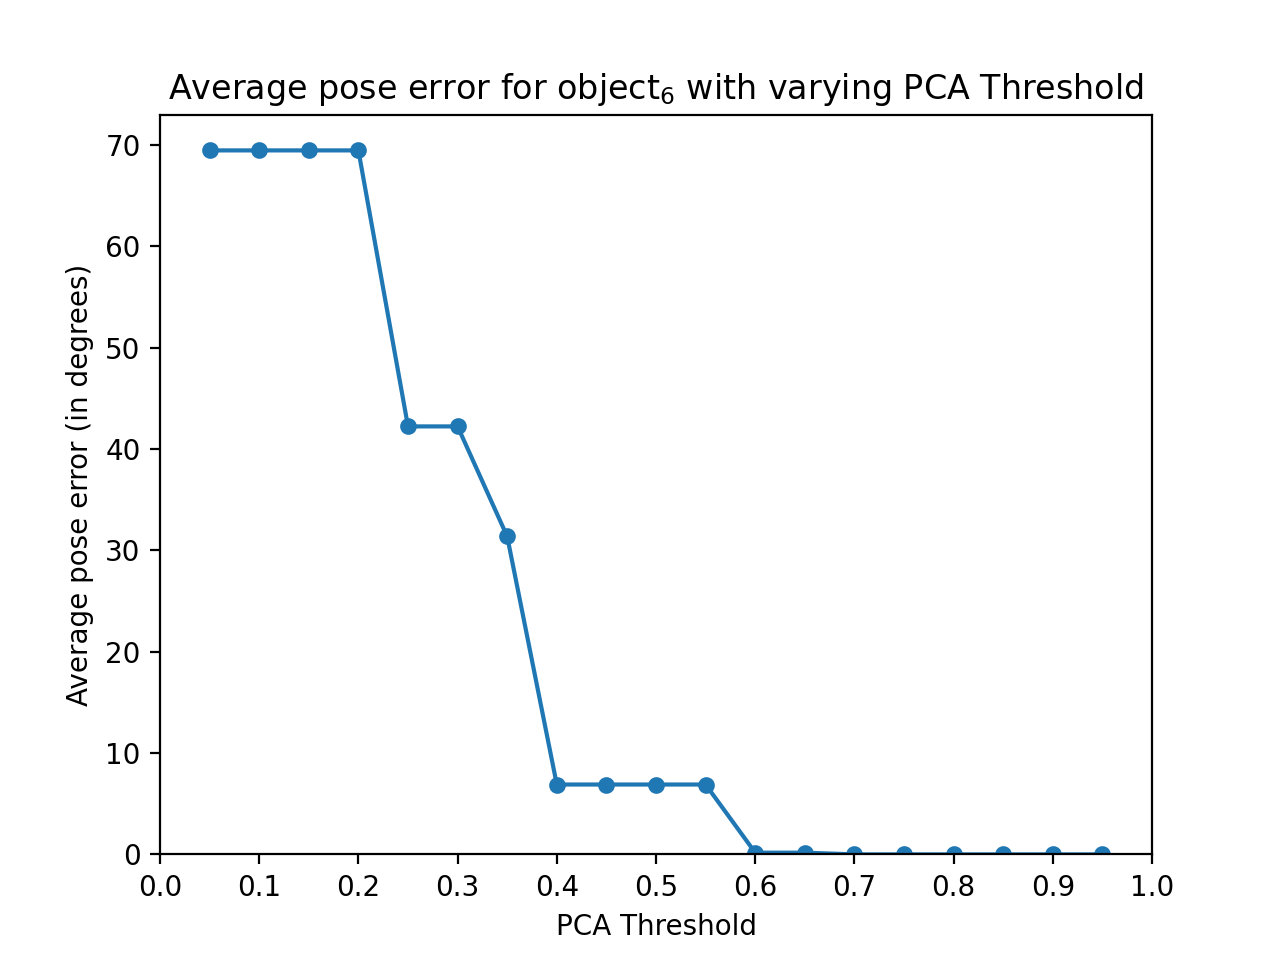 Average pose error for object₆ with varying PCA Threshold
Average pose error (in degrees)
70
60
50
40
30
20
10
0
0.0 0.1 0.2 0.3 0.4 0.5 0.6 0.7 0.8 0.9 1.0
PCA Threshold